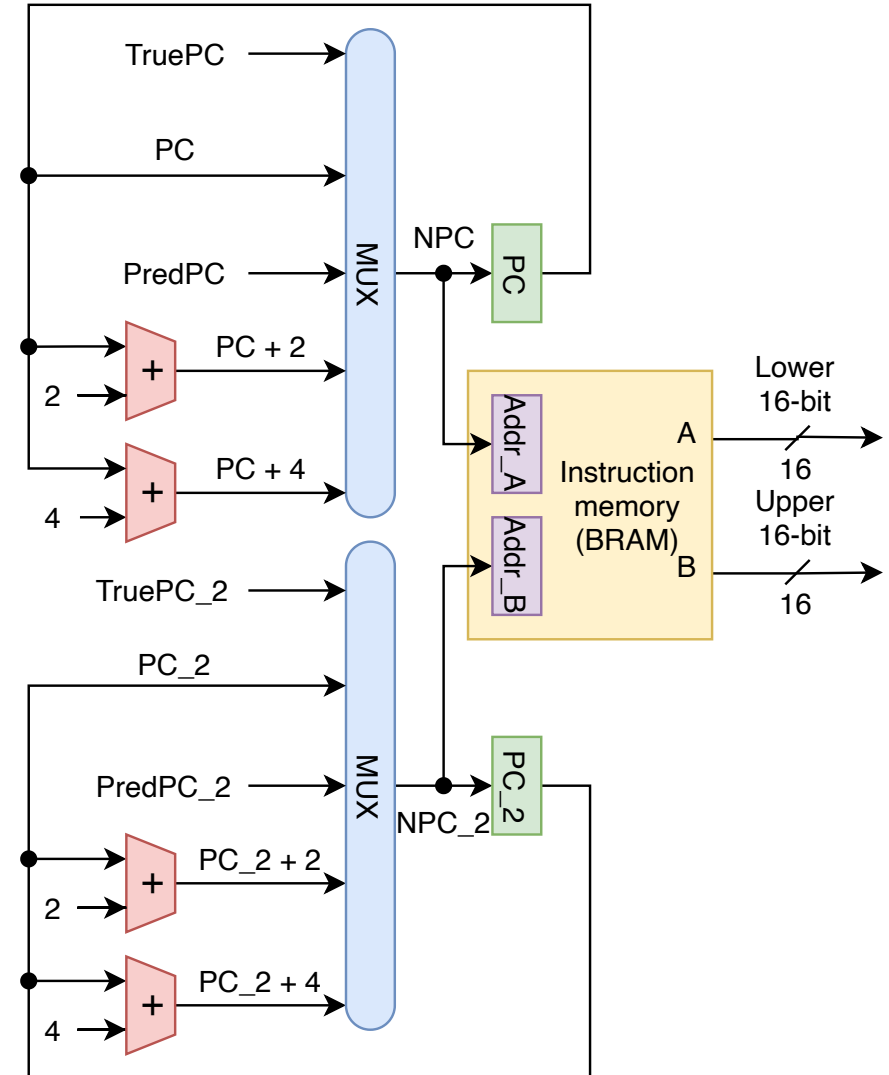 TruePC
PC
PredPC
+
2
PC + 2
+
4
PC + 4
MUX
NPC
PC
Addr_A
Addr_B
Instruction
memory
(BRAM)
A
B
Lower
16-bit
16
Upper
16-bit
16
TruePC_2
PC_2
PredPC_2
+
2
PC_2 + 2
+
4
PC_2 + 4
MUX
NPC_2
PC_2